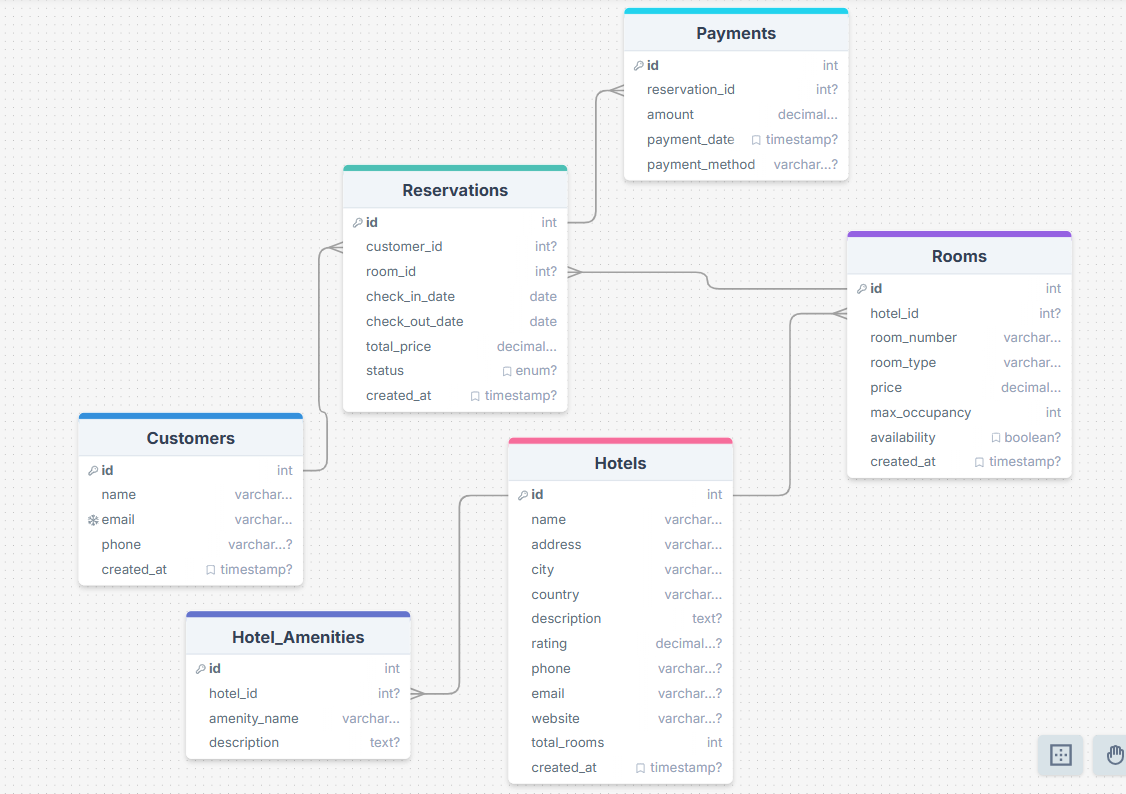 Payments
id int
reservation_id int?
amount decimal...
payment_date timestamp?
payment_method varchar...?
Reservations
id int
customer_id int?
room_id int?
check_in_date date
check_out_date date
total_price decimal...
status enum?
created_at timestamp?
Rooms
id int
hotel_id int?
room_number varchar...
room_type varchar...
price decimal...
max_occupancy int
availability boolean?
created_at timestamp?
Customers
id int
name varchar...
email varchar...
phone varchar...?
created_at timestamp?
Hotels
id int
name varchar...
address varchar...
city varchar...
country varchar...
description text?
rating decimal...?
phone varchar...?
email varchar...?
website varchar...?
total_rooms int
created_at timestamp?
Hotel_Amenities
id int
hotel_id int?
amenity_name varchar...
description text?